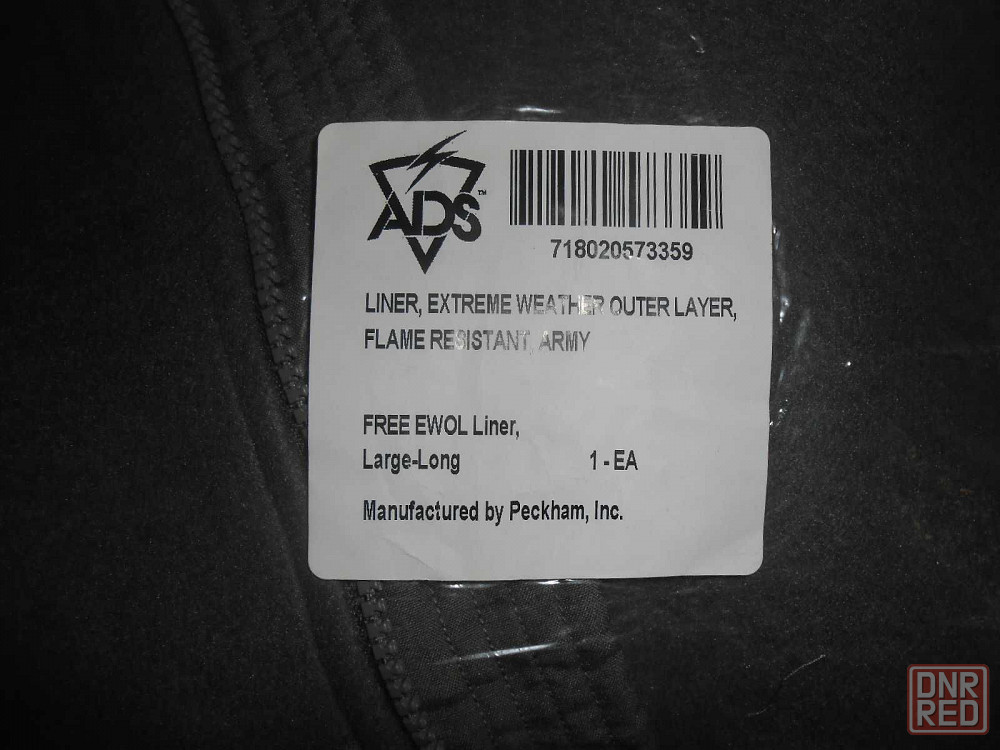 ADS™
718020573359
LINER, EXTREME WEATHER OUTER LAYER,
FLAME RESISTANT, ARMY
FREE EWOL Liner,
Large-Long 1 - EA
Manufactured by Peckham, Inc.
DNR
RED